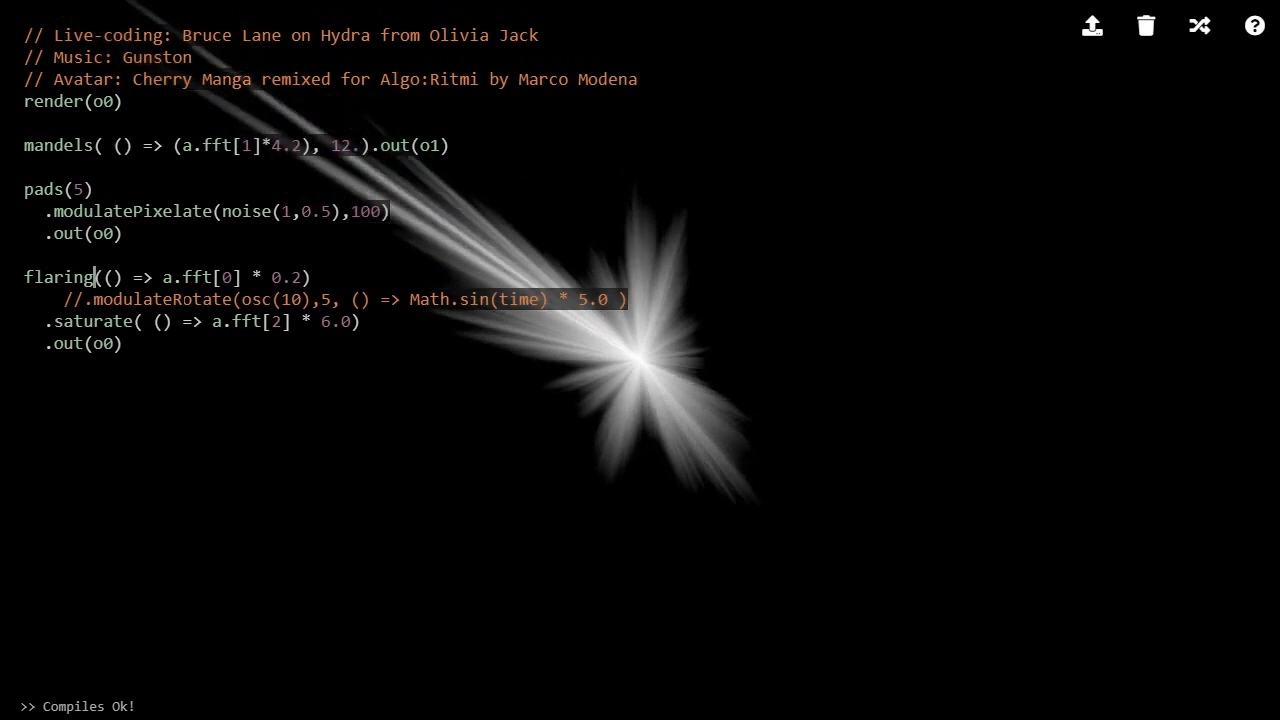 // Live-coding: Bruce Lane on Hydra from Olivia Jack
// Music: Gunston
// Avatar: Cherry Manga remixed for Algo:Ritmi by Marco Modena
render(o0)
mandels( () => (a.fft[1]*4.2), 12.).out(o1)
pads(5)
.modulatePixelate(noise(1,0.5),100)
.out(o0)
flaring(() => a.fft[0] * 0.2)
//.modulateRotate(osc(10),5, () => Math.sin(time) * 5.0 )
.saturate( () => a.fft[2] * 6.0)
.out(o0)
>> Compiles Ok!